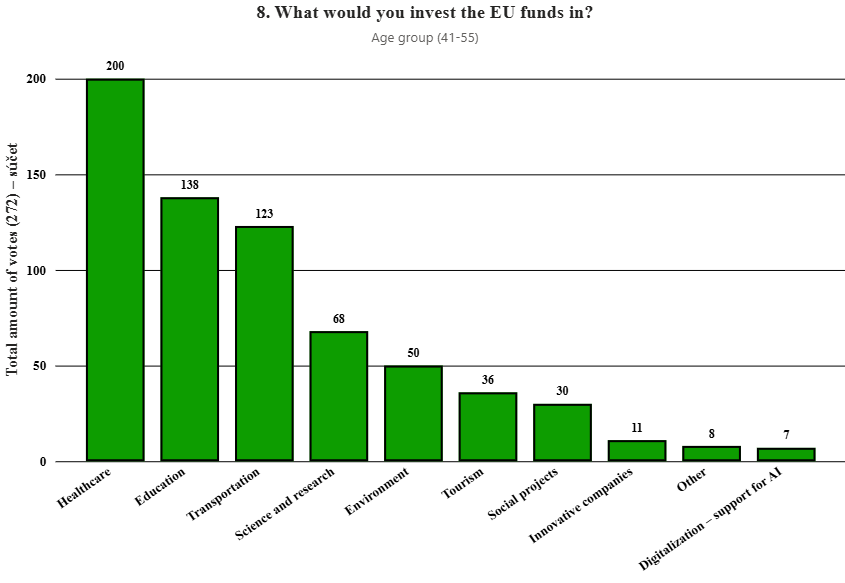 8. What would you invest the EU funds in?
Age group (41-55)
Total amount of votes (272) – súčet
200
150
100
50
0
200
138
123
68
50
36
30
11
8
7
Healthcare
Education
Transportation
Science and research
Environment
Tourism
Social projects
Innovative companies
Other
Digitalization – support for AI